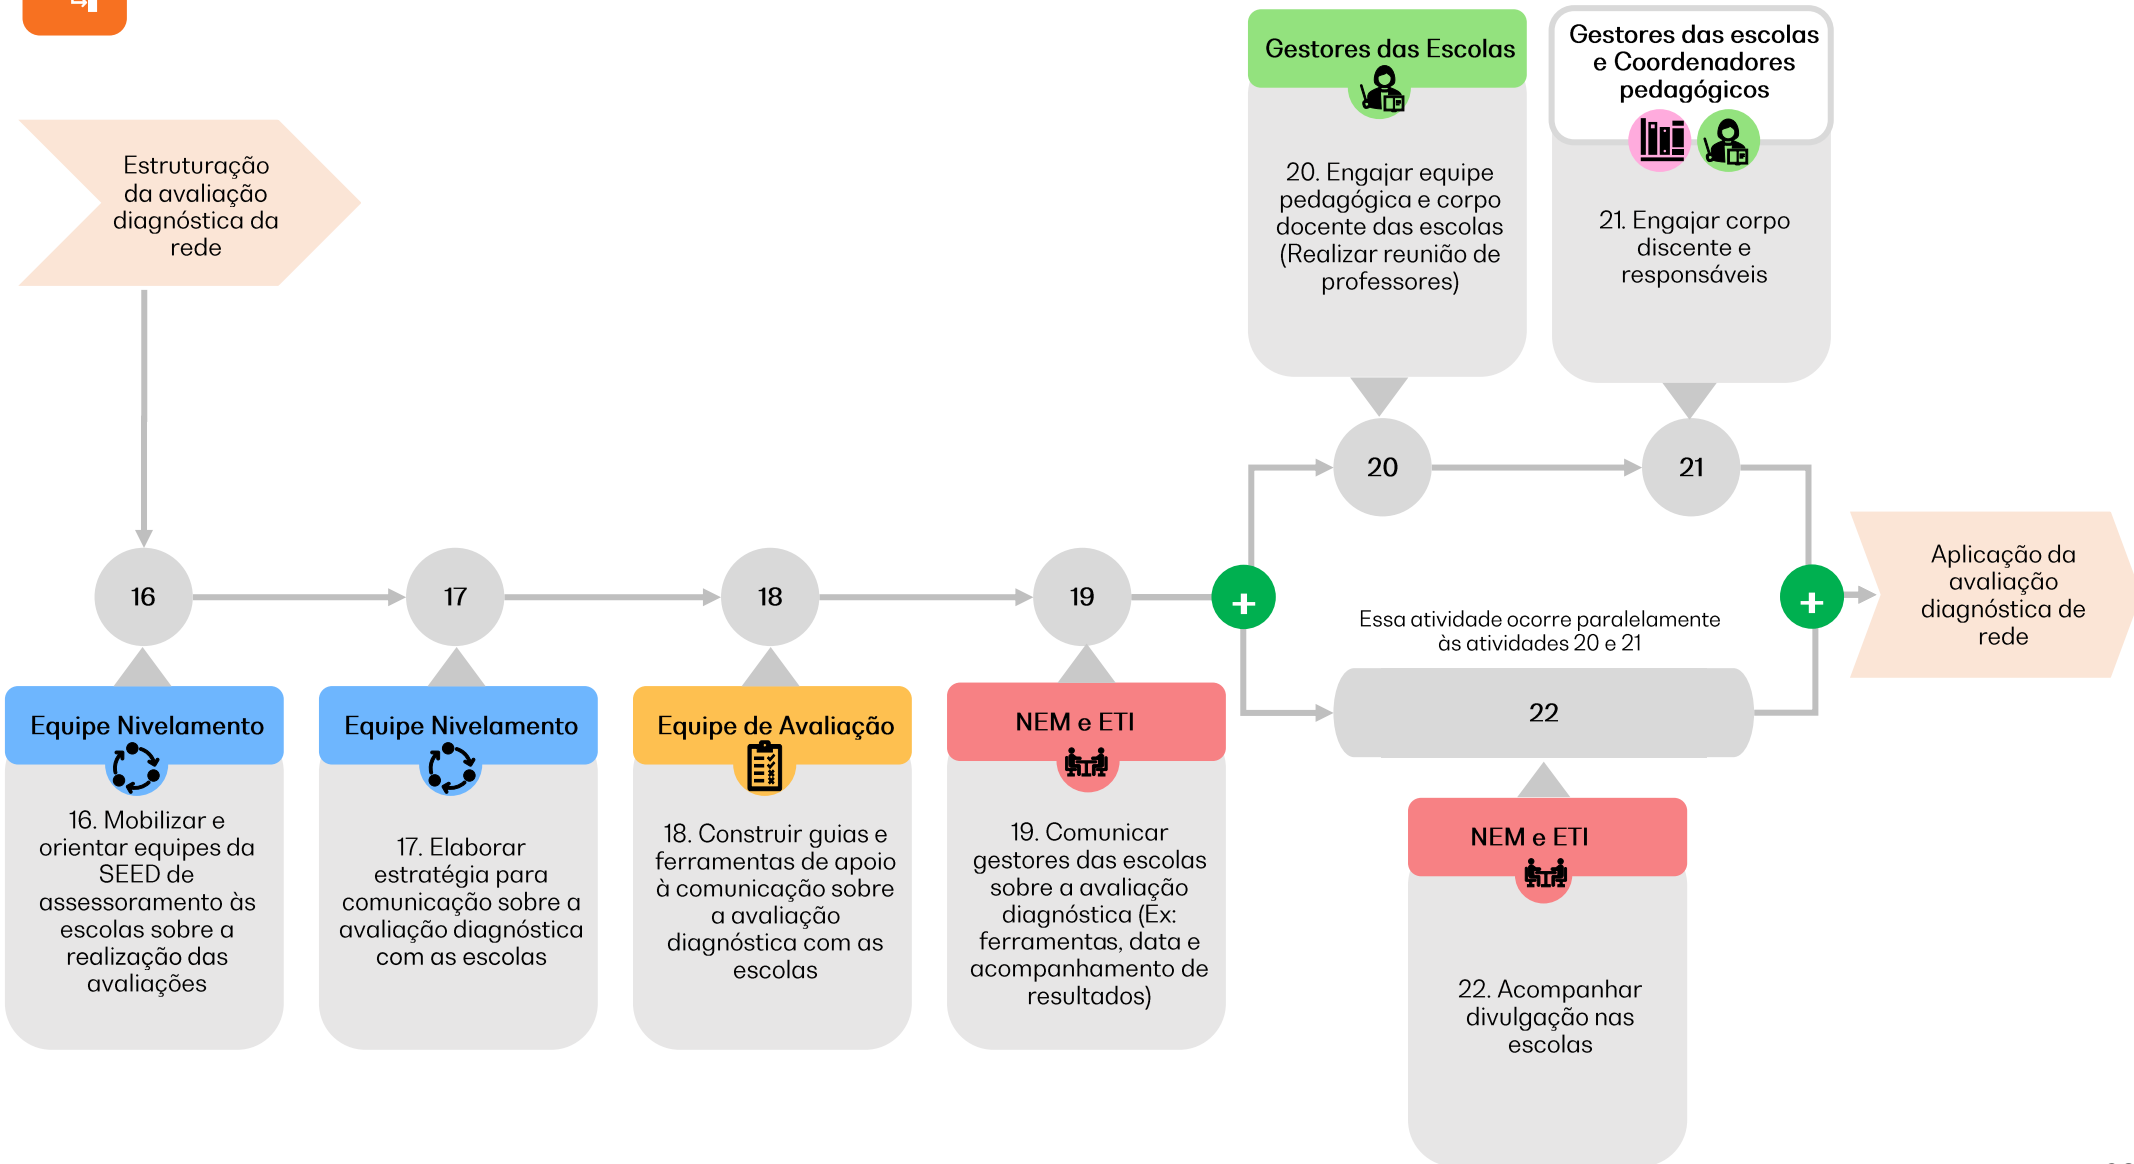 Estruturação
da avaliação
diagnóstica da
rede
Gestores das Escolas
20. Engajar equipe
pedagógica e corpo
docente das escolas
(Realizar reunião de
professores)
Gestores das escolas
e Coordenadores
pedagógicos
21. Engajar corpo
discente e
responsáveis
20
21
16
17
18
19
+
+
Essa atividade ocorre paralelamente
às atividades 20 e 21
22
Aplicação da
avaliação
diagnóstica de
rede
Equipe Nivelamento
16. Mobilizar e
orientar equipes da
SEED de
assessoramento às
escolas sobre a
realização das
avaliações
Equipe Nivelamento
17. Elaborar
estratégia para
comunicação sobre a
avaliação diagnóstica
com as escolas
Equipe de Avaliação
18. Construir guias e
ferramentas de apoio
à comunicação sobre
a avaliação
diagnóstica com as
escolas
NEM e ETI
19. Comunicar
gestores das escolas
sobre a avaliação
diagnóstica (Ex:
ferramentas, data e
acompanhamento de
resultados)
NEM e ETI
22. Acompanhar
divulgação nas
escolas